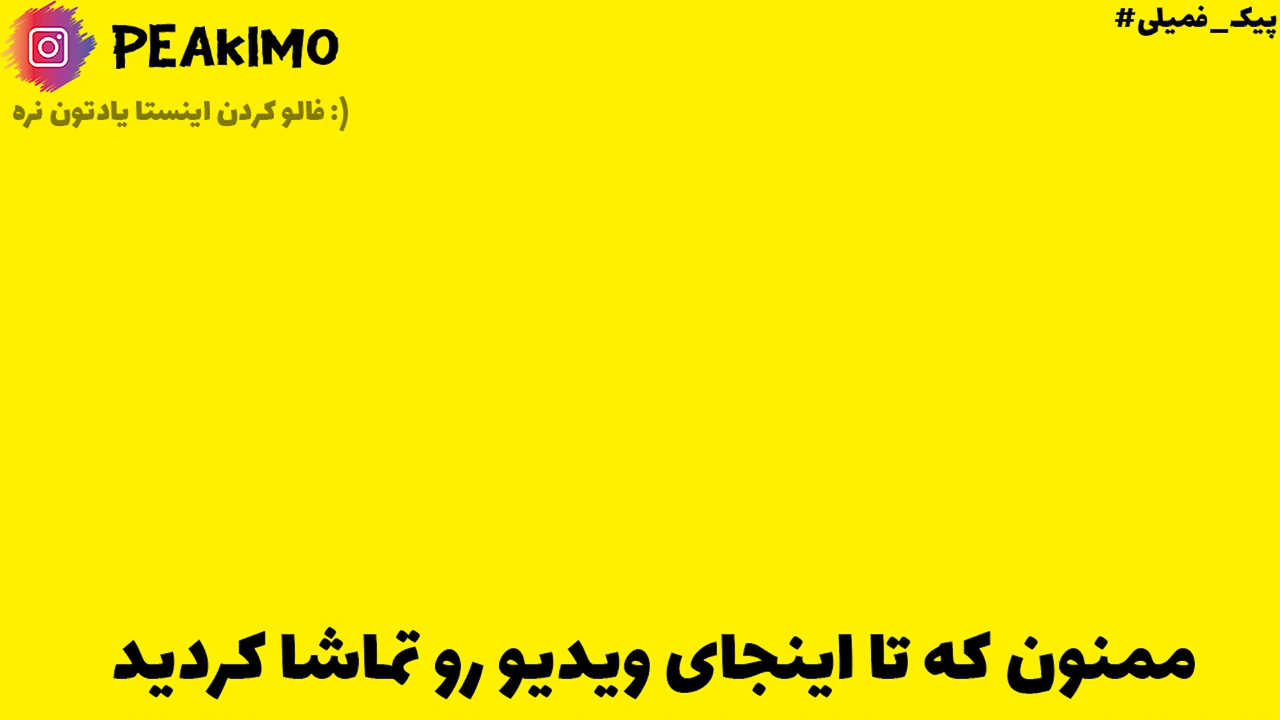 PEAkIMO
فالو کردن اینستا یادتون نره :)
#پیک_فمیلی
ممنون که تا اینجای ویدیو رو تماشا کردید